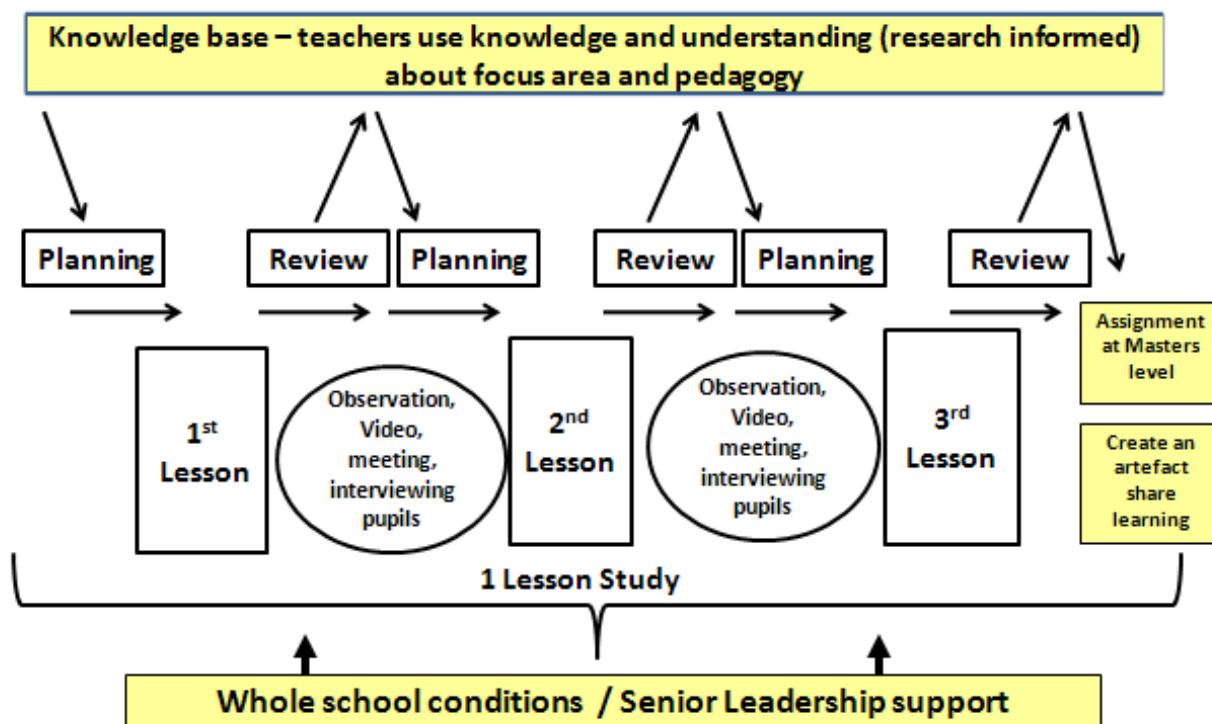 Knowledge base – teachers use knowledge and understanding (research informed)
about focus area and pedagogy
Planning
Review
Planning
Review
Planning
Review
1st
Lesson
Observation,
Video,
meeting,
interviewing
pupils
2nd
Lesson
Observation,
Video,
meeting,
interviewing
pupils
3rd
Lesson
Assignment
at Masters
level
Create an
artefact
share
learning
1 Lesson Study
Whole school conditions / Senior Leadership support